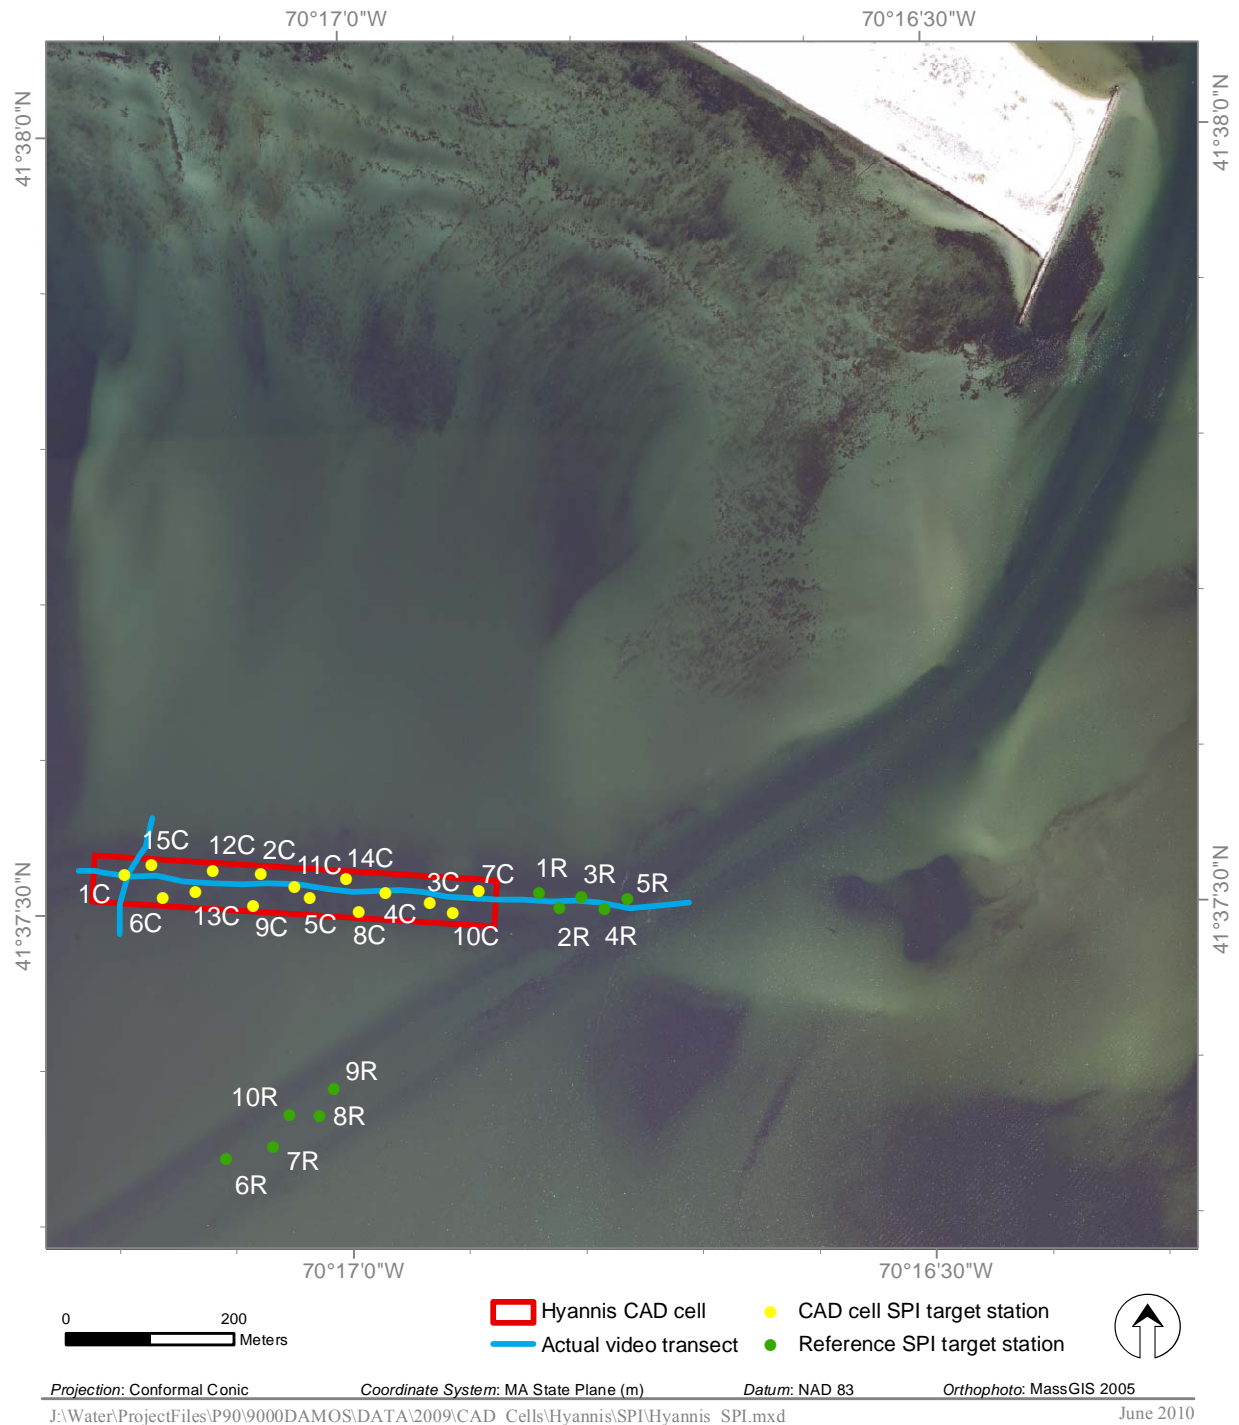 70°17'0"W 70°16'30"W
41°38'0"N 41°38'0"N
15C 12C 2C 11C 14C 3C 7C 1R 3R 5R
1C 6C 13C 9C 5C 8C 4C 10C 2R 4R
41°37'30"N 41°37'30"N
9R
10R 8R
7R
6R
70°17'0"W 70°16'30"W
0 200 Meters
Hyannis CAD cell
Actual video transect
CAD cell SPI target station
Reference SPI target station
Projection: Conformal Conic Coordinate System: MA State Plane (m) Datum: NAD 83 Orthophoto: MassGIS 2005
J:\Water\ProjectFiles\P90\9000DAMOS\DATA\2009\CAD_Cells\Hyannis\SPI\Hyannis_SPI.mxd June 2010